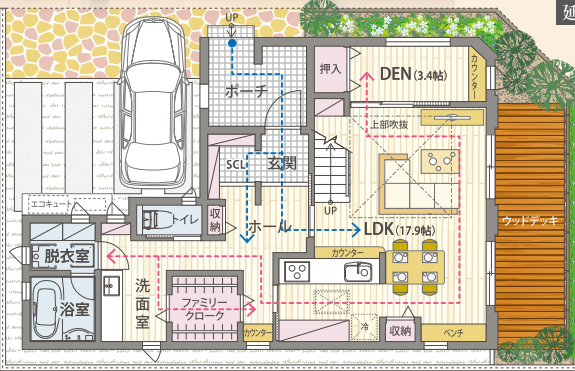 延
UP
ポーチ
押入
DEN(3.4帖)
カウンター
上部吹抜
SCL
玄関
エコキュート
トイレ
収納
ホール
UP
LDK(17.9帖)
ウッドデッキ
脱衣室
カウンター
浴室
洗面室
ファミリークローク
カウンター
冷
収納
ベンチ